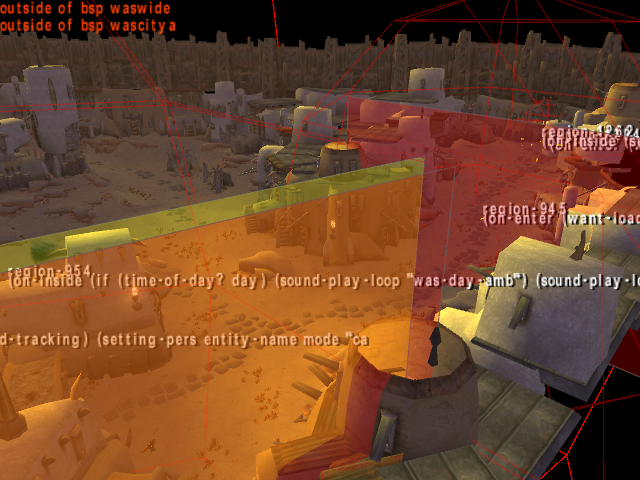 outside of bsp waswide
outside of bsp wascitya
region-945
(on-enter (want-load
region-954
(on-inside (if (time-of-day? day) (sound-play-loop "was-day-amb") (sound-play-lo
d-tracking) (setting-pers entity-name mode "ca